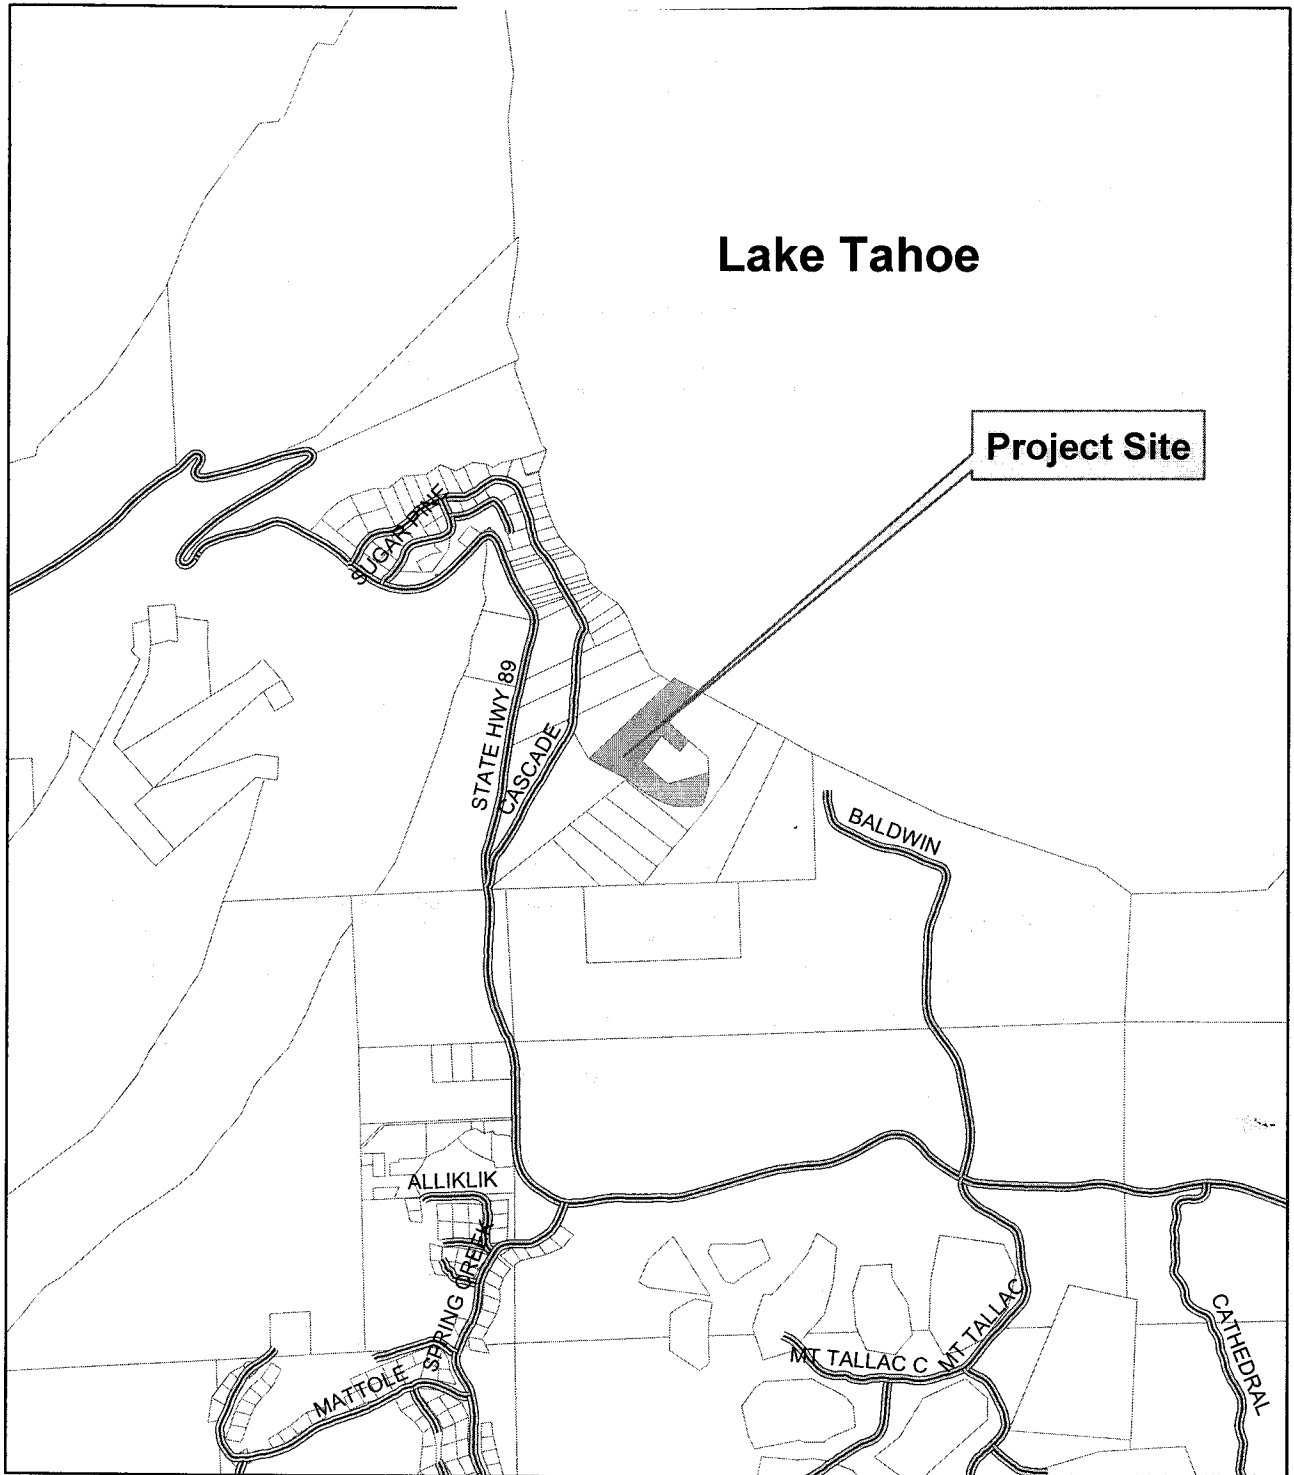 Lake Tahoe
Project Site
SUGAR PINE
STATE HWY 89
CASCADE
BALDWIN
ALLIKLIK
SPRING CREEK
MATTOLE
MT TALLAC C
MT TALLAC
CATHEDRAL